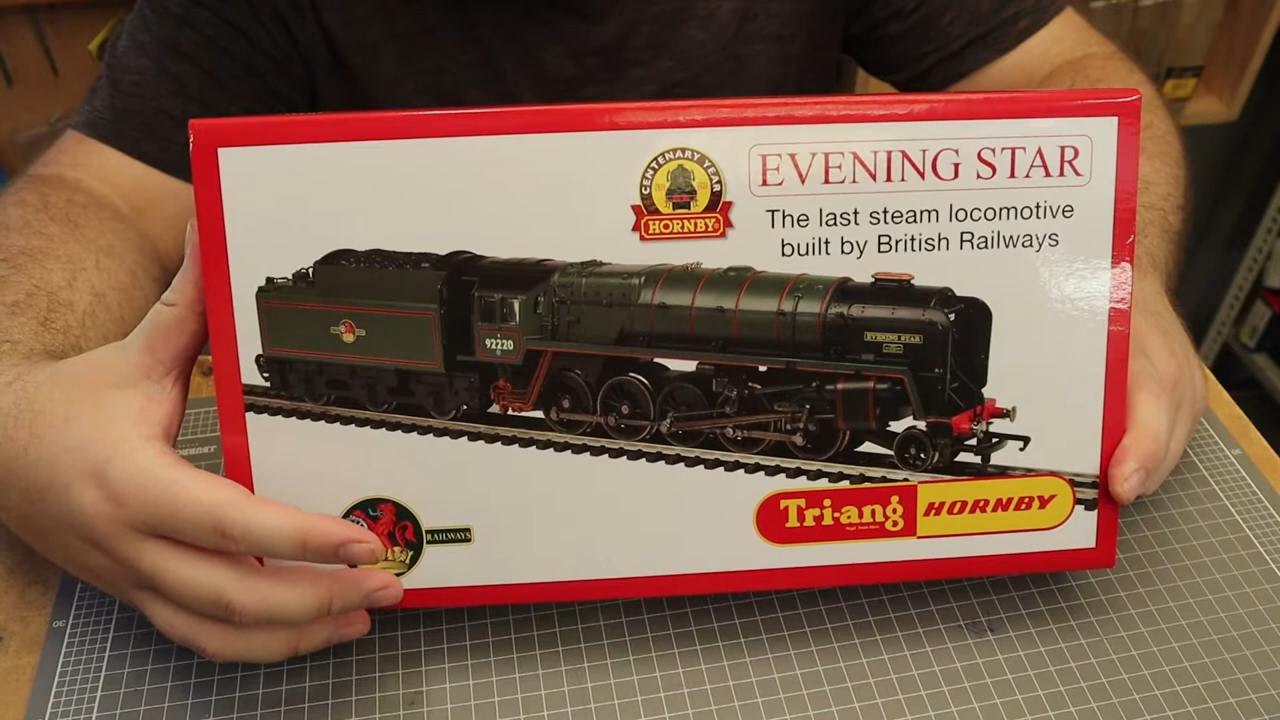 CENTENARY YEAR
HORNBY
EVENING STAR
The last steam locomotive
built by British Railways
92220
EVENING STAR
RAILWAYS
Tri-ang HORNBY
30